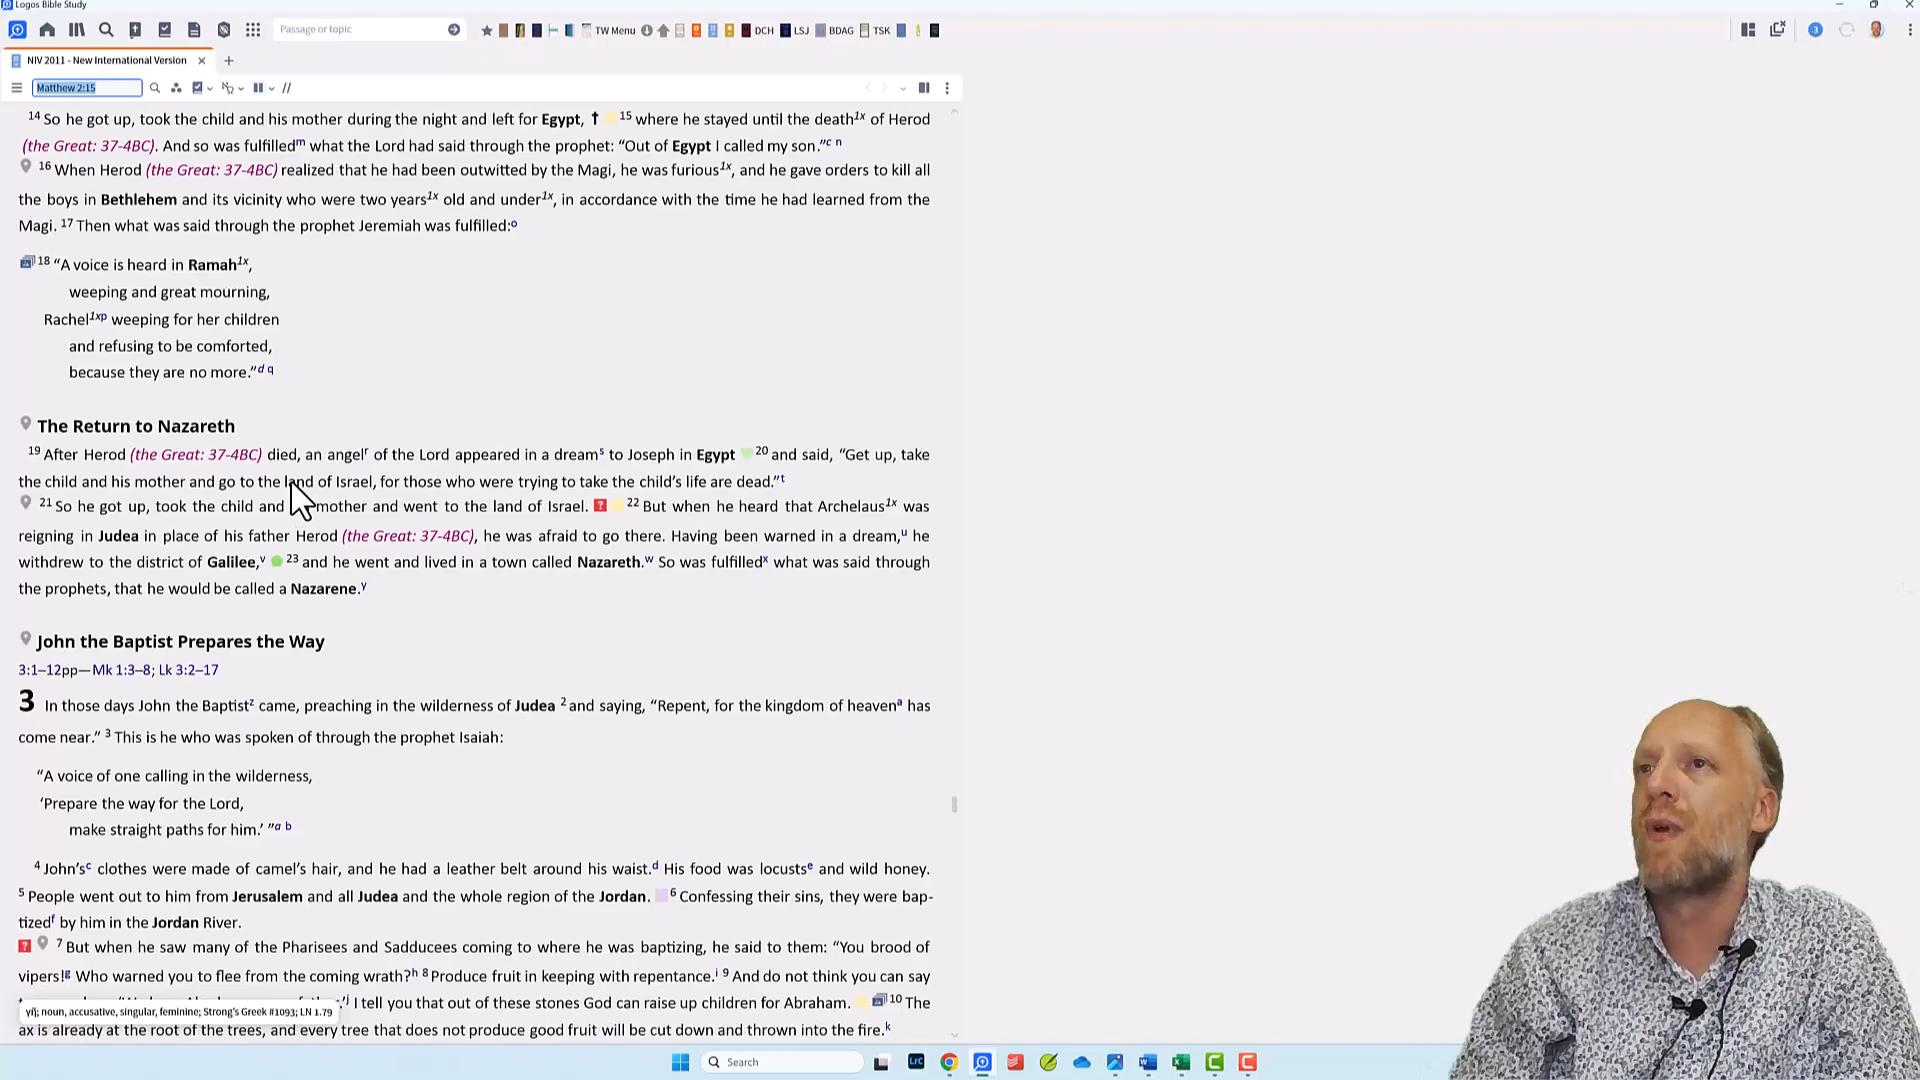 Logos Bible Study
Passage or topic
TW Menu
DCH
LSJ
BDAG
TSK
3
NIV 2011 - New International Version
Matthew 2:15
14 So he got up, took the child and his mother during the night and left for Egypt, 15 where he stayed until the death1x of Herod
(the Great: 37-4BC). And so was fulfilledm what the Lord had said through the prophet: “Out of Egypt I called my son.”c n
16 When Herod (the Great: 37-4BC) realized that he had been outwitted by the Magi, he was furious1x, and he gave orders to kill all
the boys in Bethlehem and its vicinity who were two years1x old and under1x, in accordance with the time he had learned from the
Magi. 17 Then what was said through the prophet Jeremiah was fulfilled:o
18 “A voice is heard in Ramah1x,
weeping and great mourning,
Rachel1xp weeping for her children
and refusing to be comforted,
because they are no more.”d q
The Return to Nazareth
19 After Herod (the Great: 37-4BC) died, an angelr of the Lord appeared in a dreams to Joseph in Egypt 20 and said, “Get up, take
the child and his mother and go to the land of Israel, for those who were trying to take the child’s life are dead.”t
21 So he got up, took the child and mother and went to the land of Israel. ? 22 But when he heard that Archelaus1x was
reigning in Judea in place of his father Herod (the Great: 37-4BC), he was afraid to go there. Having been warned in a dream,u he
withdrew to the district of Galilee,v 23 and he went and lived in a town called Nazareth.w So was fulfilledx what was said through
the prophets, that he would be called a Nazarene.y
John the Baptist Prepares the Way
3:1–12pp—Mk 1:3–8; Lk 3:2–17
3 In those days John the Baptistz came, preaching in the wilderness of Judea 2 and saying, “Repent, for the kingdom of heavena has
come near.” 3 This is he who was spoken of through the prophet Isaiah:
“A voice of one calling in the wilderness,
‘Prepare the way for the Lord,
make straight paths for him.’ ”a b
4 John’sc clothes were made of camel’s hair, and he had a leather belt around his waist.d His food was locustse and wild honey.
5 People went out to him from Jerusalem and all Judea and the whole region of the Jordan. 6 Confessing their sins, they were bap-
tizedf by him in the Jordan River.
? 7 But when he saw many of the Pharisees and Sadducees coming to where he was baptizing, he said to them: “You brood of
vipers!g Who warned you to flee from the coming wrath?h 8 Produce fruit in keeping with repentance.i 9 And do not think you can say
I tell you that out of these stones God can raise up children for Abraham. 10 The
γῆ; noun, accusative, singular, feminine; Strong's Greek #1093; LN 1.79
ax is already at the root of the trees, and every tree that does not produce good fruit will be cut down and thrown into the fire.k
Search
LrC